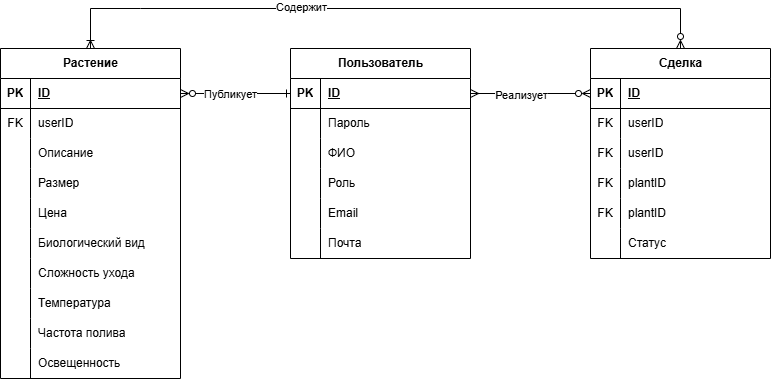 Содержит
Растение
PK ID
FK userID
Описание
Размер
Цена
Биологический вид
Сложность ухода
Температура
Частота полива
Освещенность
Публикует
Пользователь
PK ID
Пароль
ФИО
Роль
Email
Почта
Реализует
Сделка
PK ID
FK userID
FK userID
FK plantID
FK plantID
Статус